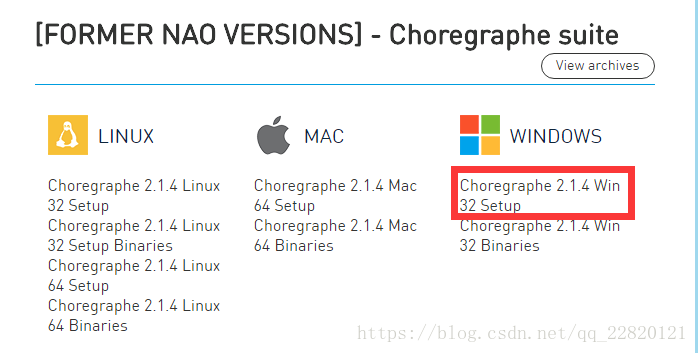 [FORMER NAO VERSIONS] - Choregraphe suite
View archives
LINUX
Choregraphe 2.1.4 Linux
32 Setup
Choregraphe 2.1.4 Linux
32 Setup Binaries
Choregraphe 2.1.4 Linux
64 Setup
Choregraphe 2.1.4 Linux
64 Binaries
MAC
Choregraphe 2.1.4 Mac
64 Setup
Choregraphe 2.1.4 Mac
64 Binaries
WINDOWS
Choregraphe 2.1.4 Win
32 Setup
Choregraphe 2.1.4 Win
32 Binaries
https://blog.csdn.net/qq_22820121